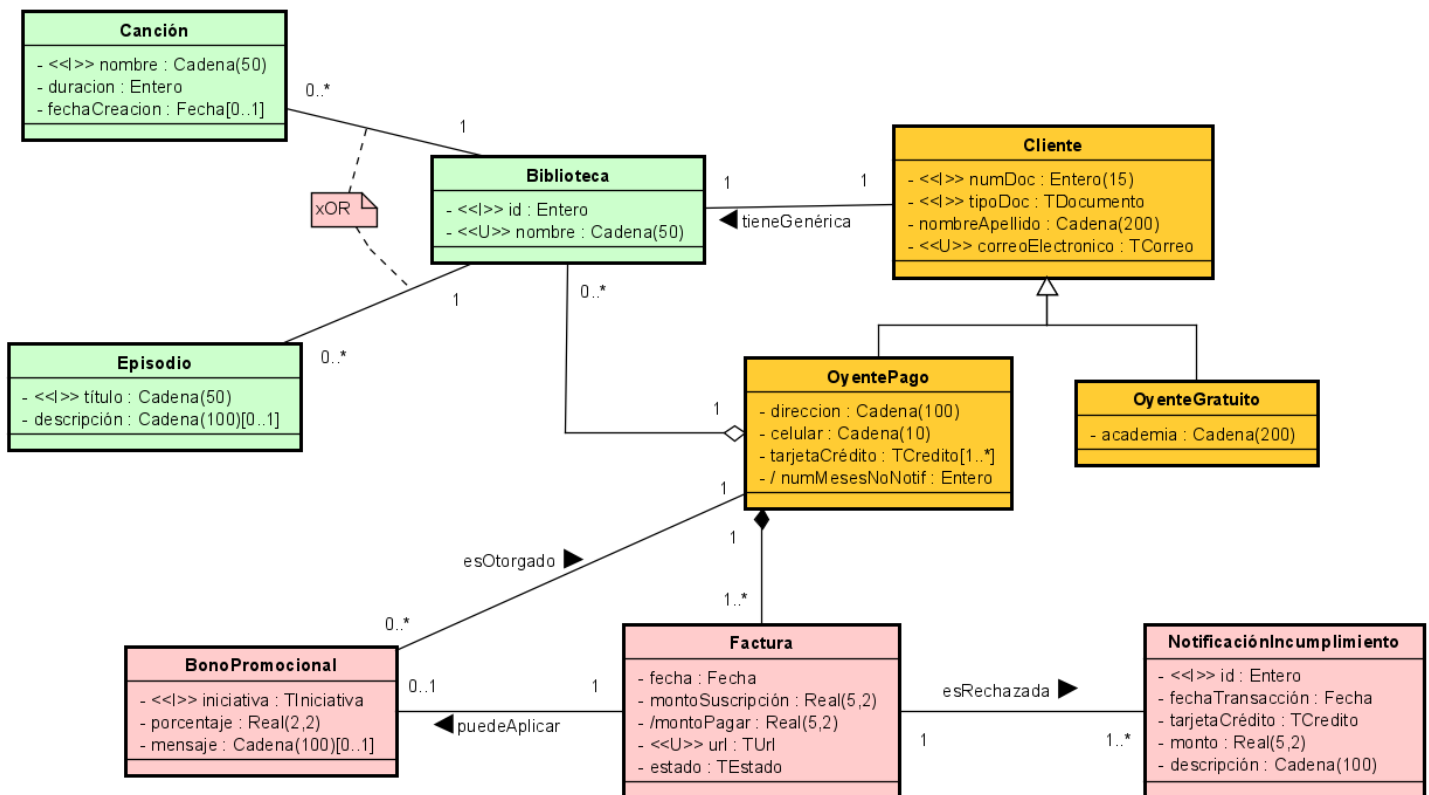 Canción
- <<I>> nombre : Cadena(50)
- duracion : Entero
- fechaCreacion : Fecha[0..1]
0..*
1
xOR
Biblioteca
- <<I>> id : Entero
- <<U>> nombre : Cadena(50)
1
1
tieneGenérica
Cliente
- <<I>> numDoc : Entero(15)
- <<I>> tipoDoc : TDocumento
- nombreApellido : Cadena(200)
- <<U>> correoElectronico : TCorreo
1
0..*
0..*
Episodio
- <<I>> título : Cadena(50)
- descripción : Cadena(100)[0..1]
1
OyentePago
- direccion : Cadena(100)
- celular : Cadena(10)
- tarjetaCrédito : TCredito[1..*]
- / numMesesNoNotif : Entero
OyenteGratuito
- academia : Cadena(200)
1
1
esOtorgado
1..*
0..*
BonoPromocional
- <<I>> iniciativa : TIniciativa
- porcentaje : Real(2,2)
- mensaje : Cadena(100)[0..1]
0..1
1
puedeAplicar
Factura
- fecha : Fecha
- montoSuscripción : Real(5,2)
- /montoPagar : Real(5,2)
- <<U>> url : TUrl
- estado : TEstado
esRechazada
1
1..*
NotificaciónIncumplimiento
- <<I>> id : Entero
- fechaTransacción : Fecha
- tarjetaCrédito : TCredito
- monto : Real(5,2)
- descripción : Cadena(100)